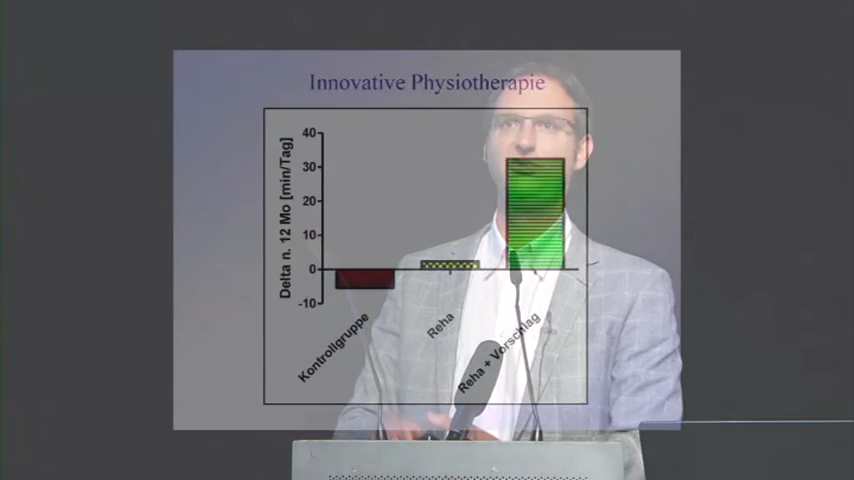 Innovative Physiotherapie
Delta n. 12 Mo [min/Tag]
40
30
20
10
0
-10
Kontrollgruppe
Reha
Reha + Vorschlag